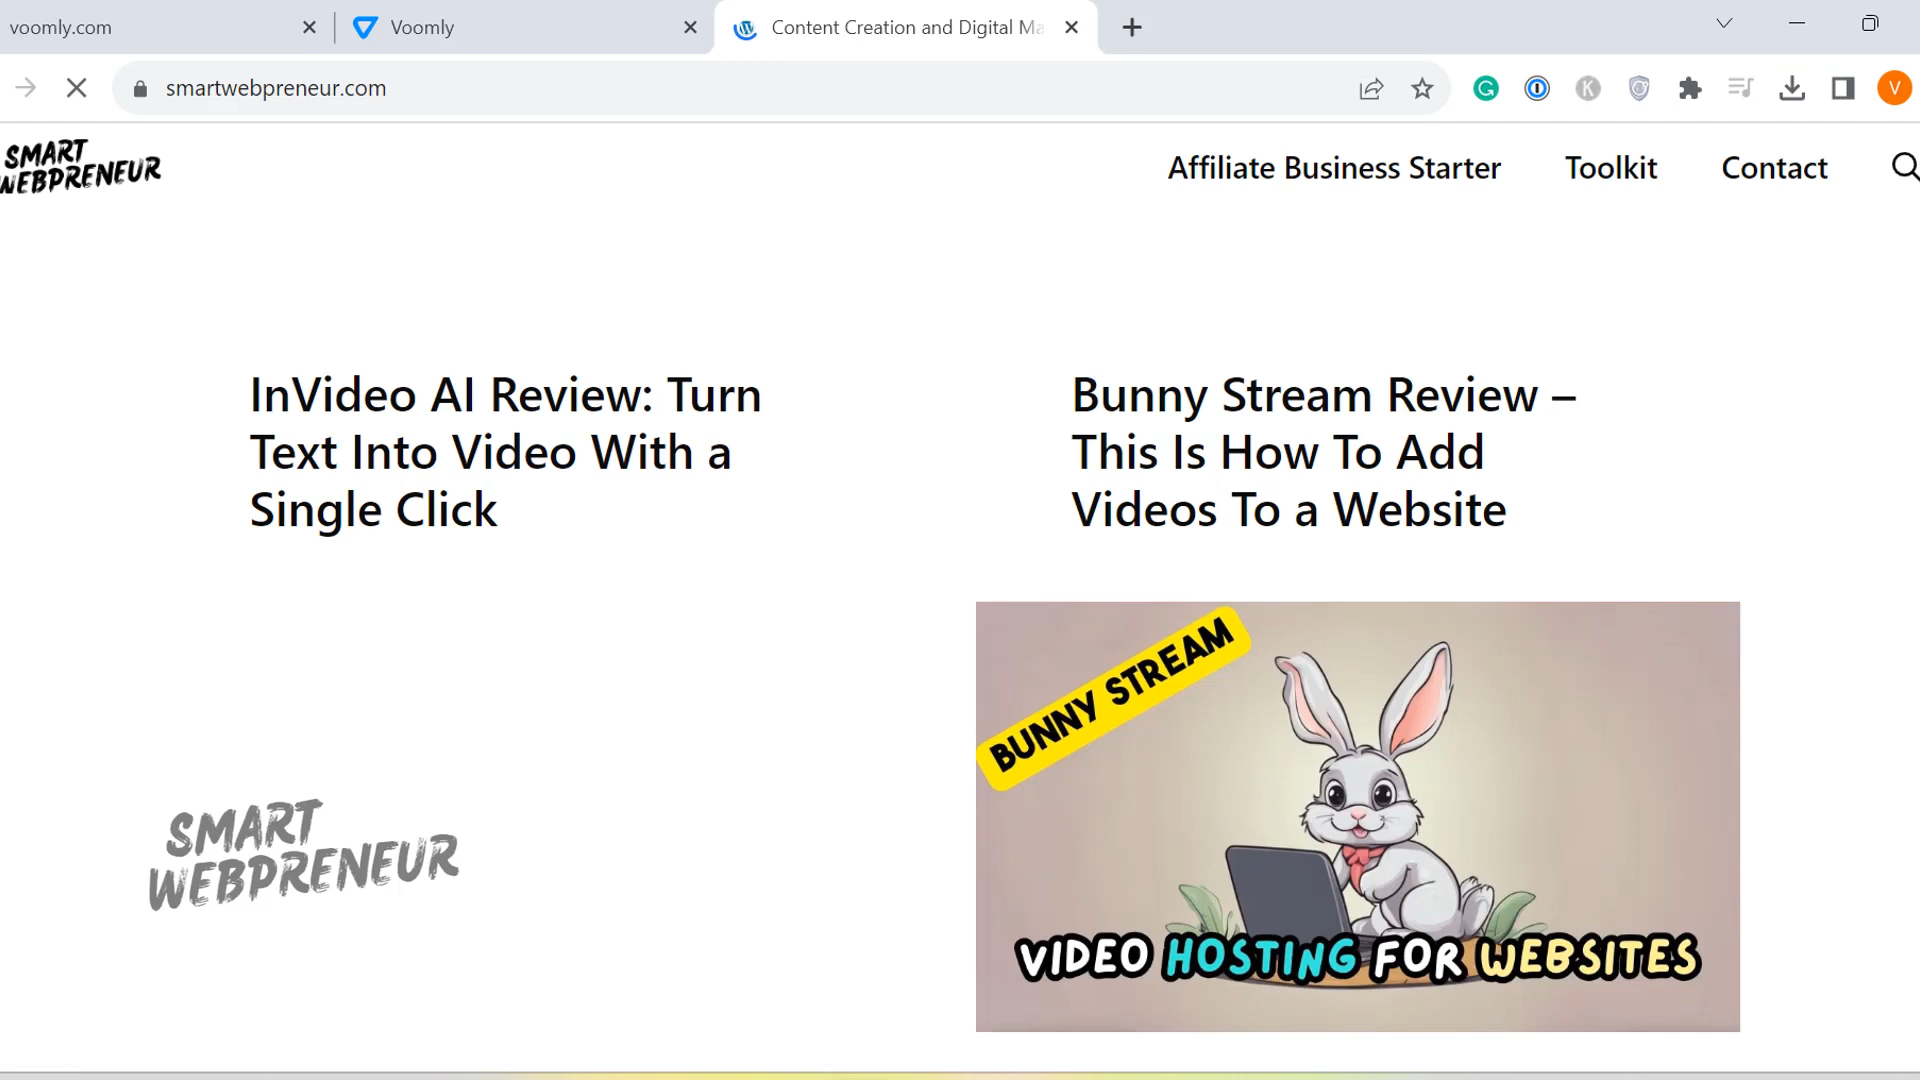 voomly.com
Voomly
Content Creation and Digital Ma
smartwebpreneur.com
V
SMART
WEBPRENEUR
Affiliate Business Starter
Toolkit
Contact
InVideo AI Review: Turn
Text Into Video With a
Single Click
Bunny Stream Review –
This Is How To Add
Videos To a Website
SMART
WEBPRENEUR
BUNNY STREAM
VIDEO HOSTING FOR WEBSITES